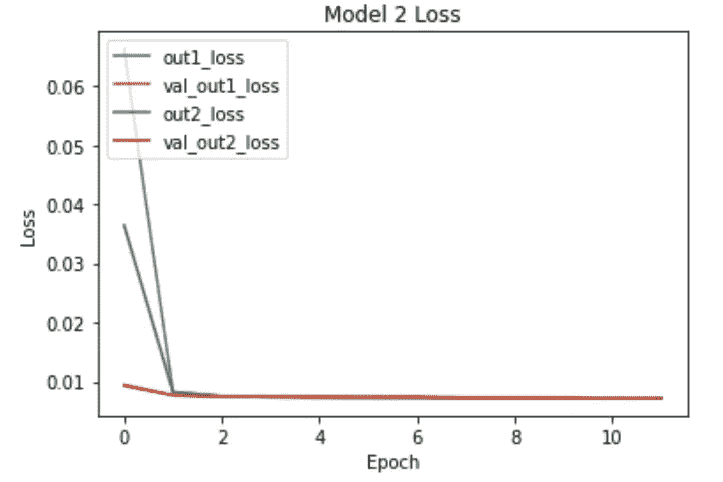 Model 2 Loss
out1_loss
val_out1_loss
out2_loss
val_out2_loss
0.06
0.05
0.04
0.03
0.02
0.01
Loss
0 2 4 6 8 10
Epoch